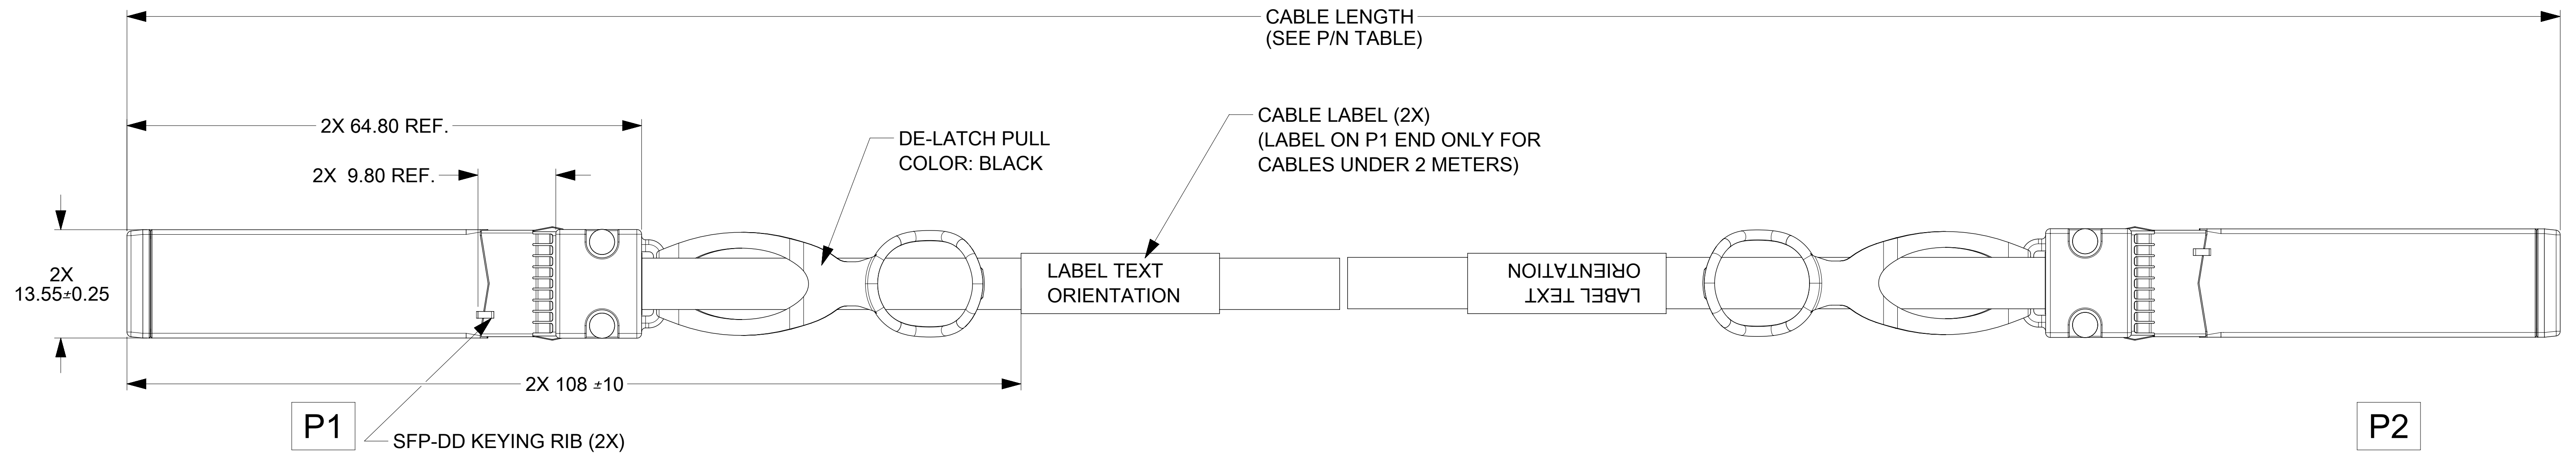 CABLE LENGTH
(SEE P/N TABLE)
2X 64.80 REF.
2X 9.80 REF.
DE-LATCH PULL
COLOR: BLACK
CABLE LABEL (2X)
(LABEL ON P1 END ONLY FOR
CABLES UNDER 2 METERS)
2X
13.55±0.25
LABEL TEXT
ORIENTATION
LABEL TEXT
ORIENTATION
2X 108 ±10
P1
SFP-DD KEYING RIB (2X)
P2